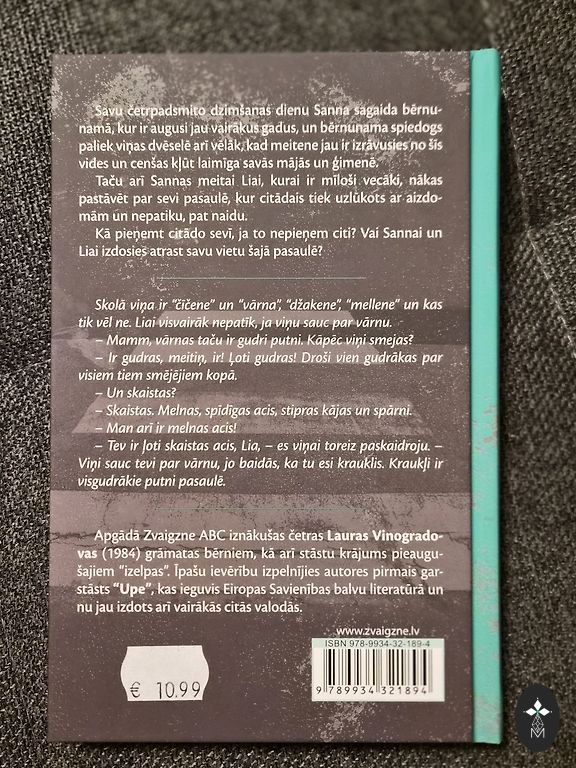 Savu četrpadsmito dzimšanas dienu Sanna sagaida bērnu-
namā, kur ir augusi jau vairākus gadus, un bērnunama spiedogs
paliek viņas dvēselē arī vēlāk, kad meitene jau ir izrāvusies no šīs
vides un cenšas kļūt laimīga savās mājās un ģimenē.
Taču arī Sannas meitai Liai, kurai ir mīloši vecāki, nākas
pastāvēt par sevi pasaulē, kur citādais tiek uzlūkots ar aizdo-
mām un nepatiku, pat naidu.
Kā pieņemt citādo sevī, ja to nepieņem citi? Vai Sannai un
Liai izdosies atrast savu vietu šajā pasaulē?
Skolā viņa ir “čičene” un “vārna”, “džakene”, “mellene” un kas
tik vēl ne. Liai visvairāk nepatīk, ja viņu sauc par vārnu.
– Mamm, vārnas taču ir gudri putni. Kāpēc viņi smejas?
– Ir gudras, meitiņ, ir! Ļoti gudras! Droši vien gudrākas par
visiem tiem smējējiem kopā.
– Un skaistas?
– Skaistas. Melnas, spīdīgas acis, stipras kājas un spārni.
– Man arī ir melnas acis!
– Tev ir ļoti skaistas acis, Lia, – es viņai toreiz paskaidroju. –
Viņi sauc tevi par vārnu, jo baidās, ka tu esi krauklis. Kraukļi ir
visgudrākie putni pasaulē.
Apgādā Zvaigzne ABC iznākušas četras Lauras Vinogrado-
vas (1984) grāmatas bērniem, kā arī stāstu krājums pieaugu-
šajiem “izelpas”. Īpašu ievērību izpelnījies autores pirmais gar-
stāsts “Upe”, kas ieguvis Eiropas Savienības balvu literatūrā un
nu jau izdots arī vairākās citās valodās.
www.zvaigzne.lv
ISBN 978-9934-32-189-4
€ 10.99
9 789934 321894
M